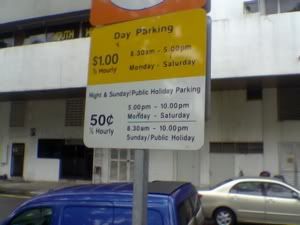 YOUTH
Day Parking
$1.00 8.30am - 5.00pm
½ Hourly Monday - Saturday
Night & Sunday/Public Holiday Parking
5.00pm - 10.00pm
50¢ Monday - Saturday
½ Hourly 8.30am - 10.00pm
Sunday/Public Holiday